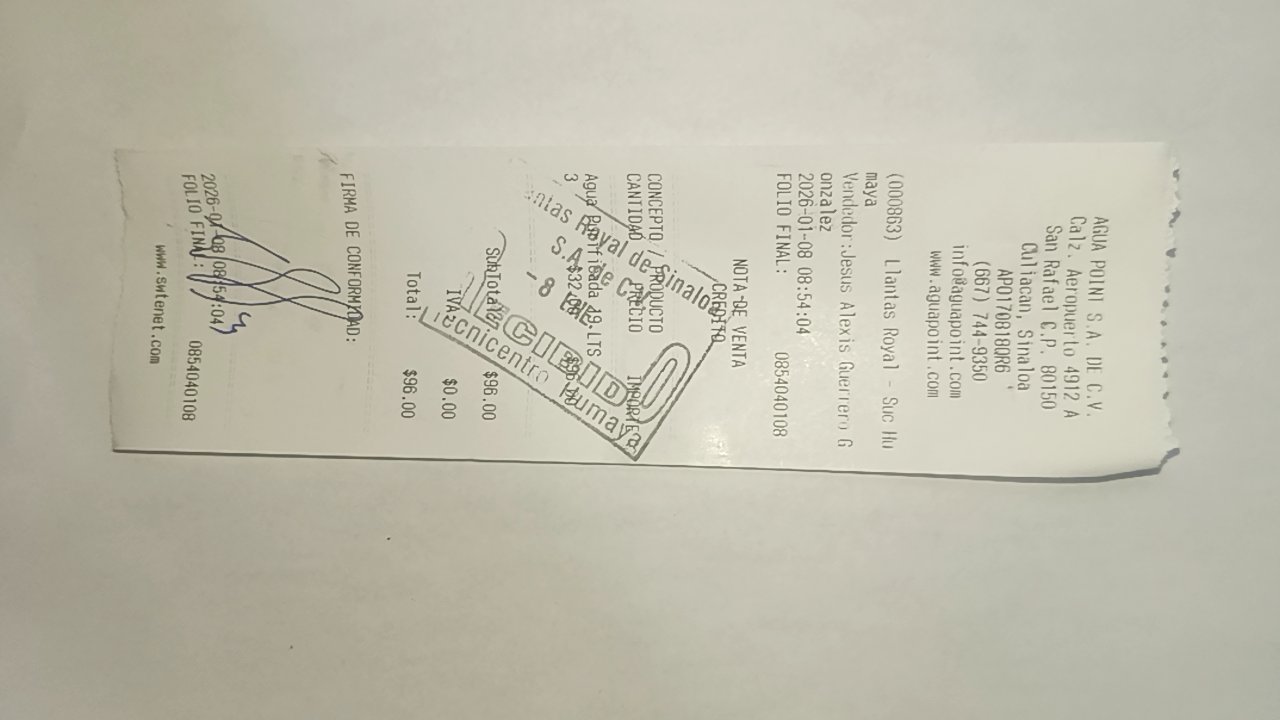 AGUA POINT S.A. DE C.V.
Calz. Aeropuerto 4912 A
San Rafael C.P. 80150
Culiacan, Sinaloa
APO170818QR6
(667) 744-9350
info@aguapoint.com
www.aguapoint.com
(000863) Llantas Royal - Suc Hu
maya
Vendedor:Jesus Alexis Guerrero G
onzalez
2026-01-08 08:54:04
FOLIO FINAL: 0854040108
NOTA DE VENTA
CREDITO
CONCEPTO / PRODUCTO
CANTIDAD PRECIO IMPORTE
Agua Purificada 19 LTS
3 $32.00 $96.00
SubTotal: $96.00
IVA: $0.00
Total: $96.00
FIRMA DE CONFORMIDAD:
2026-01-08 08:54:04
FOLIO FINAL: 0854040108
www.swtenet.com
Llantas Royal de Sinaloa
S.A. de C.V.
- 8 ENE
RECIBIDO
Tecnicentro Humaya